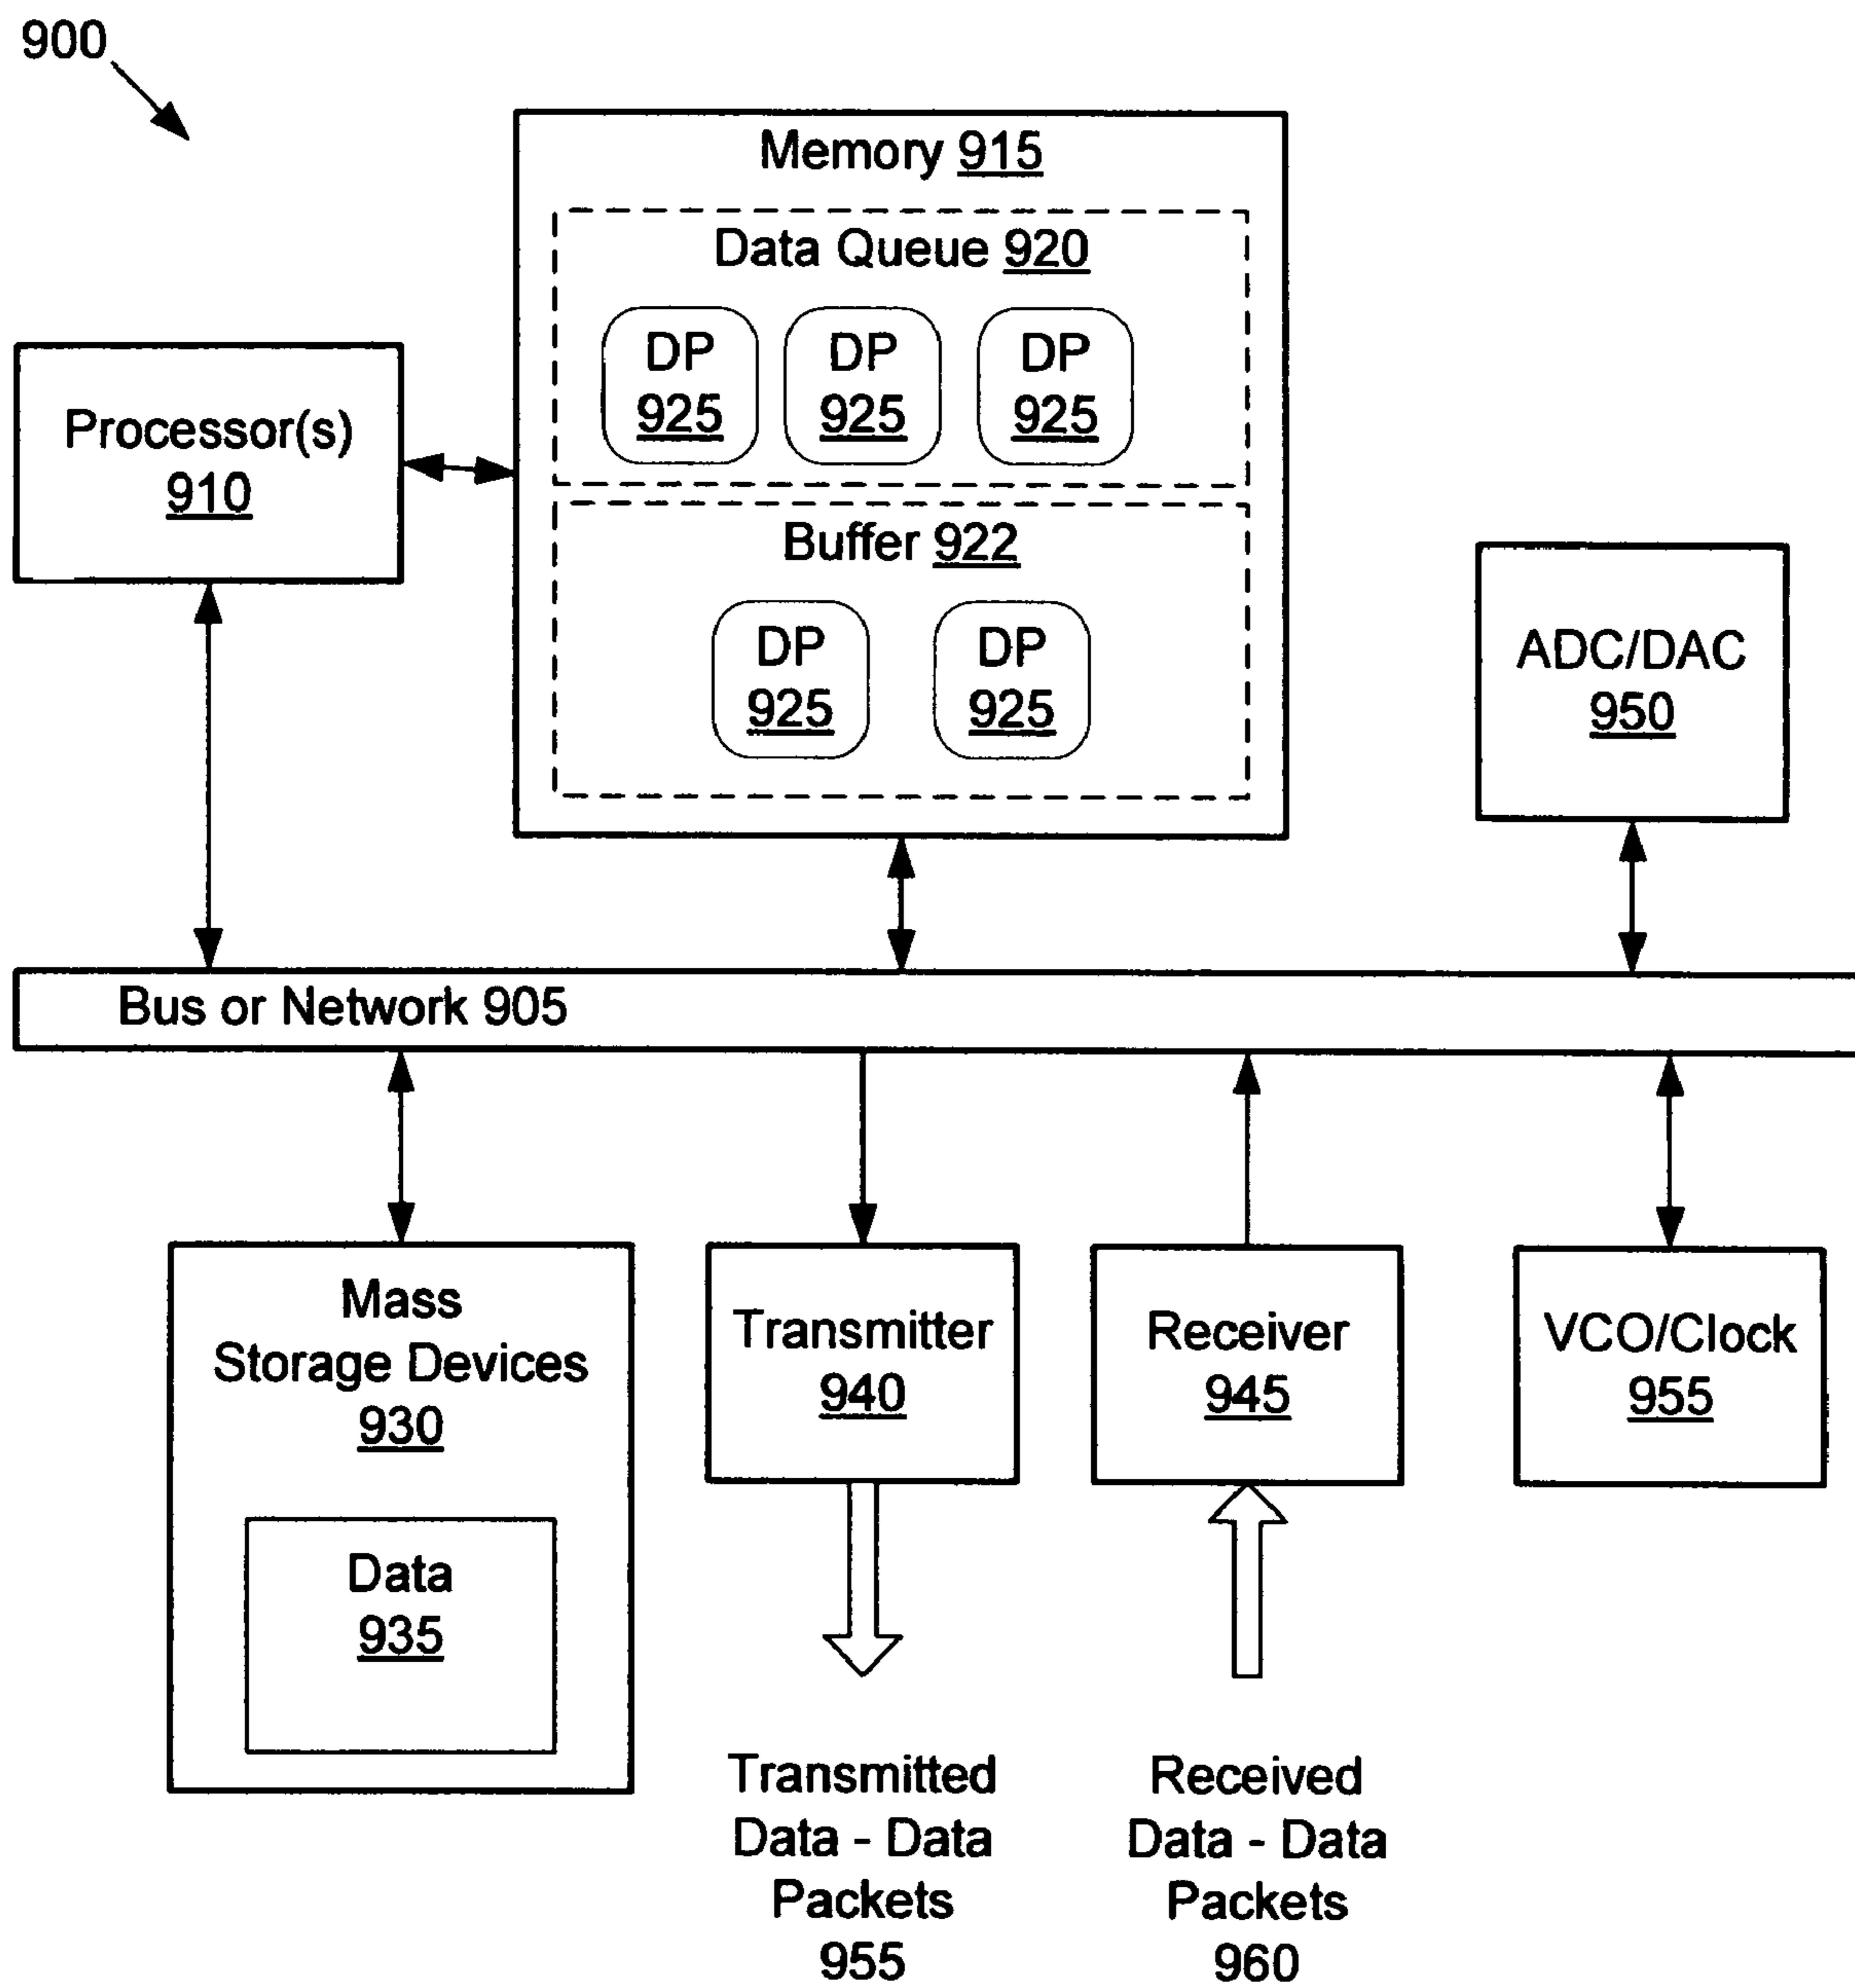 900
Memory 915
Data Queue 920
DP
925
DP
925
DP
925
Processor(s)
910
Buffer 922
DP
925
DP
925
ADC/DAC
950
Bus or Network 905
Mass
Storage Devices
930
Data
935
Transmitter
940
Receiver
945
VCO/Clock
955
Transmitted
Data - Data
Packets
955
Received
Data - Data
Packets
960